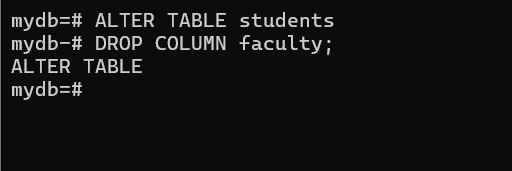 mydb=# ALTER TABLE students
mydb-# DROP COLUMN faculty;
ALTER TABLE
mydb=#